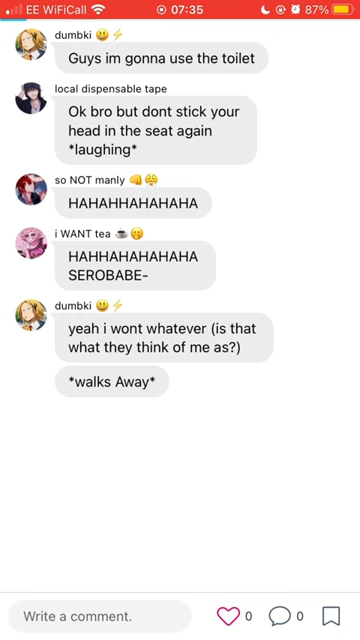 EE WiFiCall 07:35 87%
dumbki 😃⚡
Guys im gonna use the toilet
local dispensable tape
Ok bro but dont stick your
head in the seat again
*laughing*
so NOT manly 👊😤
HAHAHHAHAHAHA
i WANT tea ☕😋
HAHHAHAHAHAHA
SEROBABE-
dumbki 😃⚡
yeah i wont whatever (is that
what they think of me as?)
*walks Away*
Write a comment. 0 0